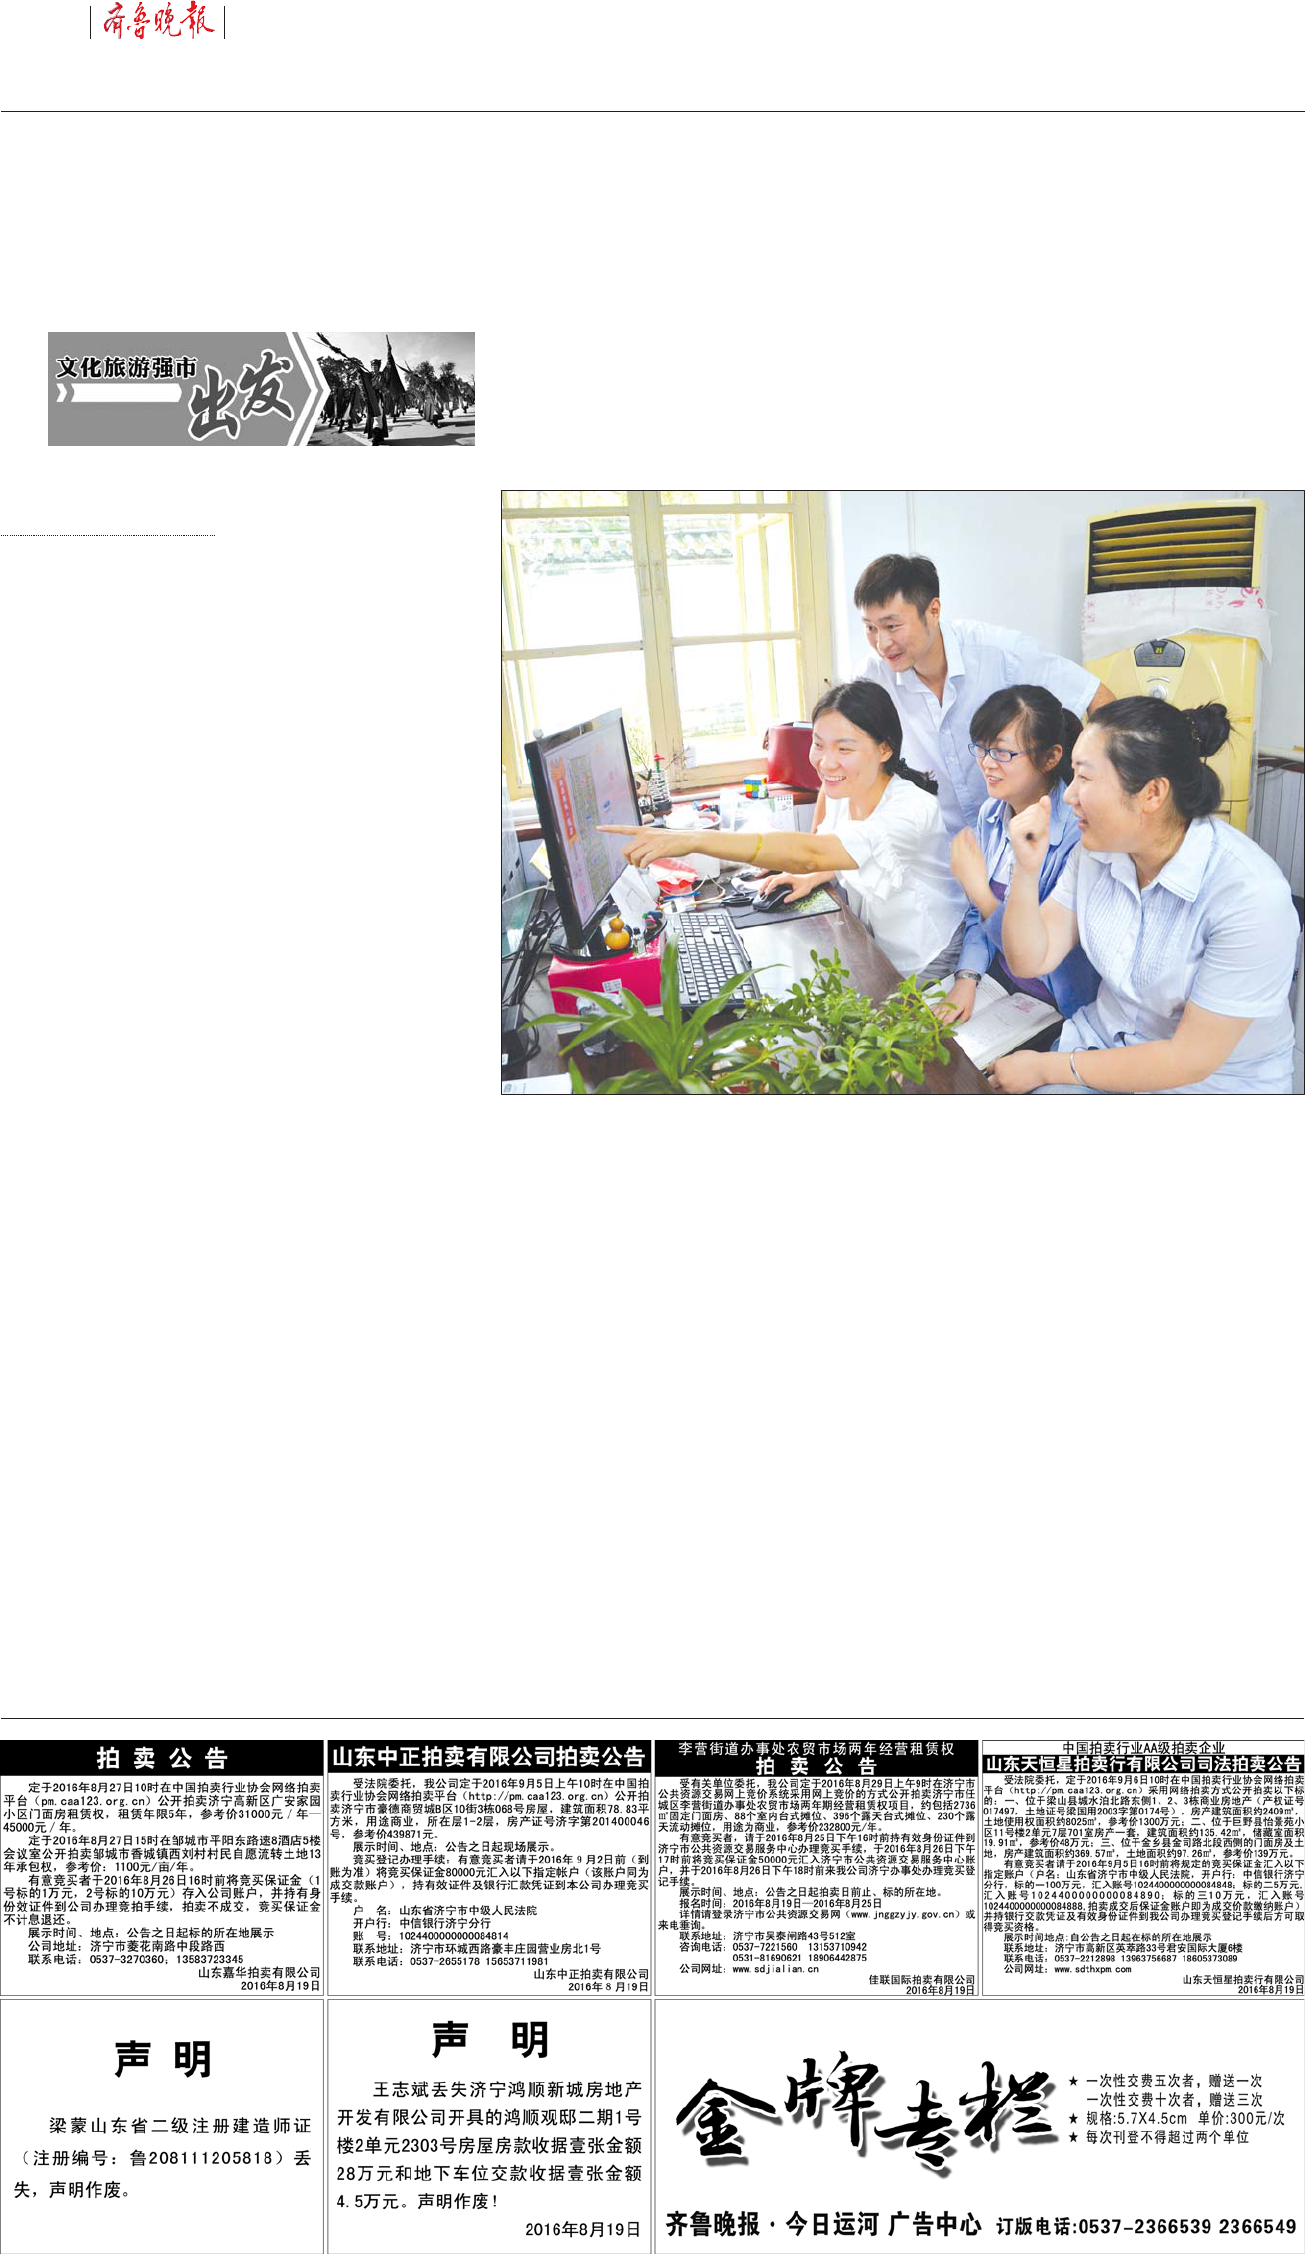 齐鲁晚报
文化旅游强市
出发
拍卖公告
定于2016年8月27日10时在中国拍卖行业协会网络拍卖
平台（pm.caa123.org.cn）公开拍卖济宁高新区广安家园
小区门面房租赁权，租赁年限5年，参考价31000元／年—
45000元／年。
定于2016年8月27日15时在邹城市平阳东路速8酒店5楼
会议室公开拍卖邹城市香城镇西刘村村民自愿流转土地13
年承包权，参考价：1100元/亩/年。
有意竞买者于2016年8月26日16时前将竞买保证金（1
号标的1万元，2号标的10万元）存入公司账户，并持有身
份效证件到公司办理竞拍手续，拍卖不成交，竞买保证金
不计息退还。
展示时间、地点：公告之日起标的所在地展示
公司地址：济宁市菱花南路中段路西
联系电话：0537-3270360；13583723345
山东嘉华拍卖有限公司
2016年8月19日
山东中正拍卖有限公司拍卖公告
受法院委托，我公司定于2016年9月5日上午10时在中国拍
卖行业协会网络拍卖平台（http://pm.caa123.org.cn）公开拍
卖济宁市豪德商贸城B区10街3栋068号房屋，建筑面积78.83平
方米，用途商业，所在层1-2层，房产证号济字第201400046
号，参考价439871元。
展示时间、地点：公告之日起现场展示。
竞买登记办理手续：有意竞买者请于2016年9月2日前（到
账为准）将竞买保证金80000元汇入以下指定帐户（该账户同为
成交款账户），持有效证件及银行汇款凭证到本公司办理竞买
手续。
户　名：山东省济宁市中级人民法院
开户行：中信银行济宁分行
账　号：1024400000000084814
联系地址：济宁市环城西路豪丰庄园营业房北1号
联系电话：0537-2655178 15653711981
山东中正拍卖有限公司
2016年8月19日
李营街道办事处农贸市场两年经营租赁权
拍卖公告
受有关单位委托，我公司定于2016年8月29日上午9时在济宁市
公共资源交易网上竞价系统采用网上竞价的方式公开拍卖济宁市任
城区李营街道办事处农贸市场两年期经营租赁权项目，约包括2736
㎡固定门面房、88个室内台式摊位、396个露天台式摊位、230个露
天流动摊位，用途为商业，参考价232800元/年。
有意竞买者，请于2016年8月25日下午16时前持有效身份证件到
济宁市公共资源交易服务中心办理竞买手续，于2016年8月26日下午
17时前将竞买保证金50000元汇入济宁市公共资源交易服务中心账
户，并于2016年8月26日下午18时前来我公司济宁办事处办理竞买登
记手续。
展示时间、地点：公告之日起拍卖日前止、标的所在地。
报名时间：2016年8月19日—2016年8月25日
详情请登录济宁市公共资源交易网（www.jnggzyjy.gov.cn）或
来电垂询。
联系地址：济宁市吴泰闸路43号512室
咨询电话：0537-7221560 13153710942
0531-81690621 18906442875
公司网址：www.sdjialian.cn
佳联国际拍卖有限公司
2016年8月19日
中国拍卖行业AA级拍卖企业
山东天恒星拍卖行有限公司司法拍卖公告
受法院委托，定于2016年9月6日10时在中国拍卖行业协会网络拍卖
平台（http://pm.caa123.org.cn）采用网络拍卖方式公开拍卖以下标
的：一、位于梁山县城水泊北路东侧1、2、3栋商业房地产（产权证号
017497，土地证号梁国用2003字第0174号），房产建筑面积约2409㎡，
土地使用权面积约8025㎡，参考价1300万元；二、位于巨野县怡景苑小
区11号楼2单元7层701室房产一套，建筑面积约135.42㎡，储藏室面积
19.91㎡，参考价48万元；三、位于金乡县金司路北段西侧的门面房及土
地，房产建筑面积约369.57㎡，土地面积约97.26㎡，参考价139万元。
有意竞买者请于2016年9月5日16时前将规定的竞买保证金汇入以下
指定账户（户名：山东省济宁市中级人民法院，开户行：中信银行济宁
分行，标的一100万元，汇入账号1024400000000084848；标的二5万元，
汇入账号1024400000000084890；标的三10万元，汇入账号
1024400000000084888.拍卖成交后保证金账户即为成交价款缴纳账户）
并持银行交款凭证及有效身份证件到我公司办理竞买登记手续后方可取
得竞买资格。
展示时间地点:自公告之日起在标的所在地展示
联系地址：济宁市高新区英萃路33号君安国际大厦6楼
联系电话：0537-2212898 13963756687 18605373089
公司网址：www.sdthxpm.com
山东天恒星拍卖行有限公司
2016年8月19日
声明
梁蒙山东省二级注册建造师证
（注册编号：鲁208111205818）丢
失，声明作废。
声明
王志斌丢失济宁鸿顺新城房地产
开发有限公司开具的鸿顺观邸二期1号
楼2单元2303号房屋房款收据壹张金额
28万元和地下车位交款收据壹张金额
4.5万元。声明作废！
2016年8月19日
金牌专栏
★ 一次性交费五次者，赠送一次
一次性交费十次者，赠送三次
★ 规格:5.7X4.5cm 单价:300元/次
★ 每次刊登不得超过两个单位
齐鲁晚报·今日运河 广告中心 订版电话:0537-2366539 2366549